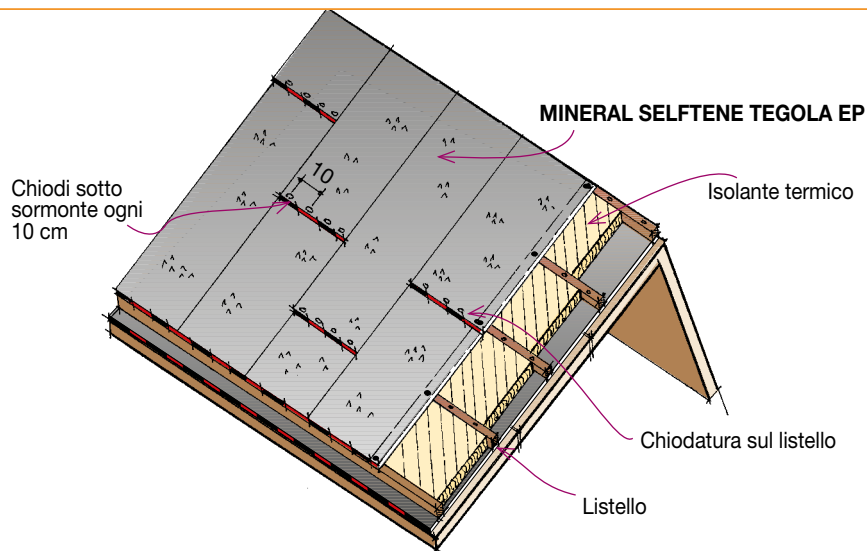 MINERAL SELFTENE TEGOLA EP
10
Chiodi sotto
sormonte ogni
10 cm
Isolante termico
Chiodatura sul listello
Listello